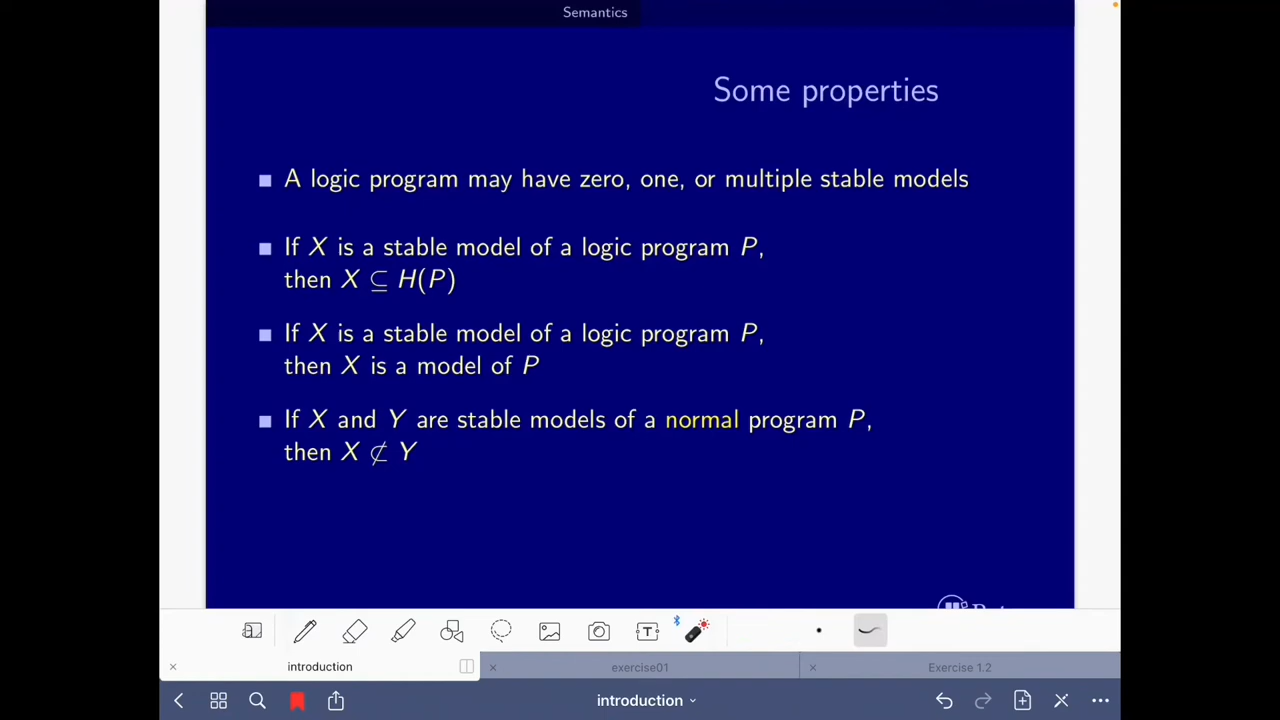 Semantics
Some properties
A logic program may have zero, one, or multiple stable models
If X is a stable model of a logic program P,
then X ⊆ H(P)
If X is a stable model of a logic program P,
then X is a model of P
If X and Y are stable models of a normal program P,
then X ⊄ Y
T
introduction
exercise01
Exercise 1.2
introduction